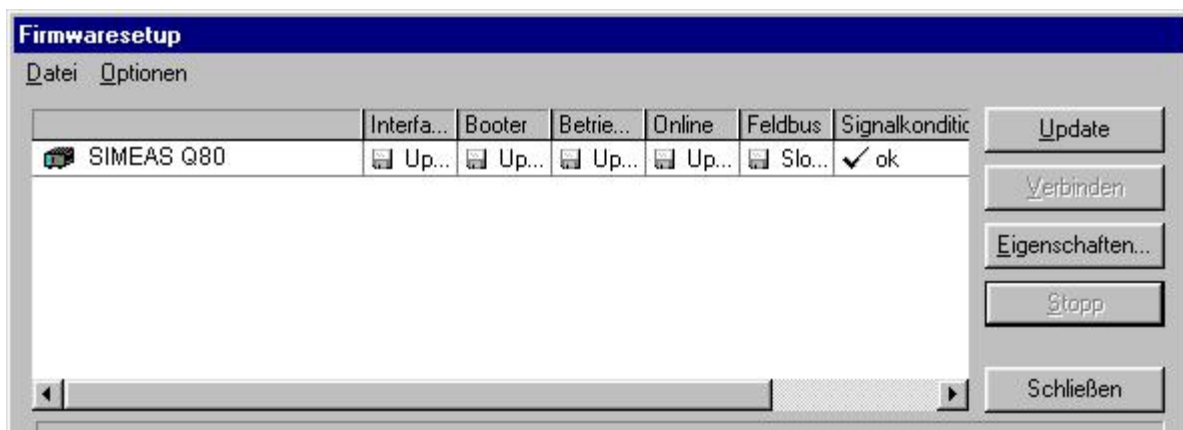 Firmwaresetup
Datei Optionen
Interfa... Booter Betrie... Online Feldbus Signalkonditic
SIMEAS Q80 Up... Up... Up... Up... Slo... ok
Update
Verbinden
Eigenschaften...
Stopp
Schließen